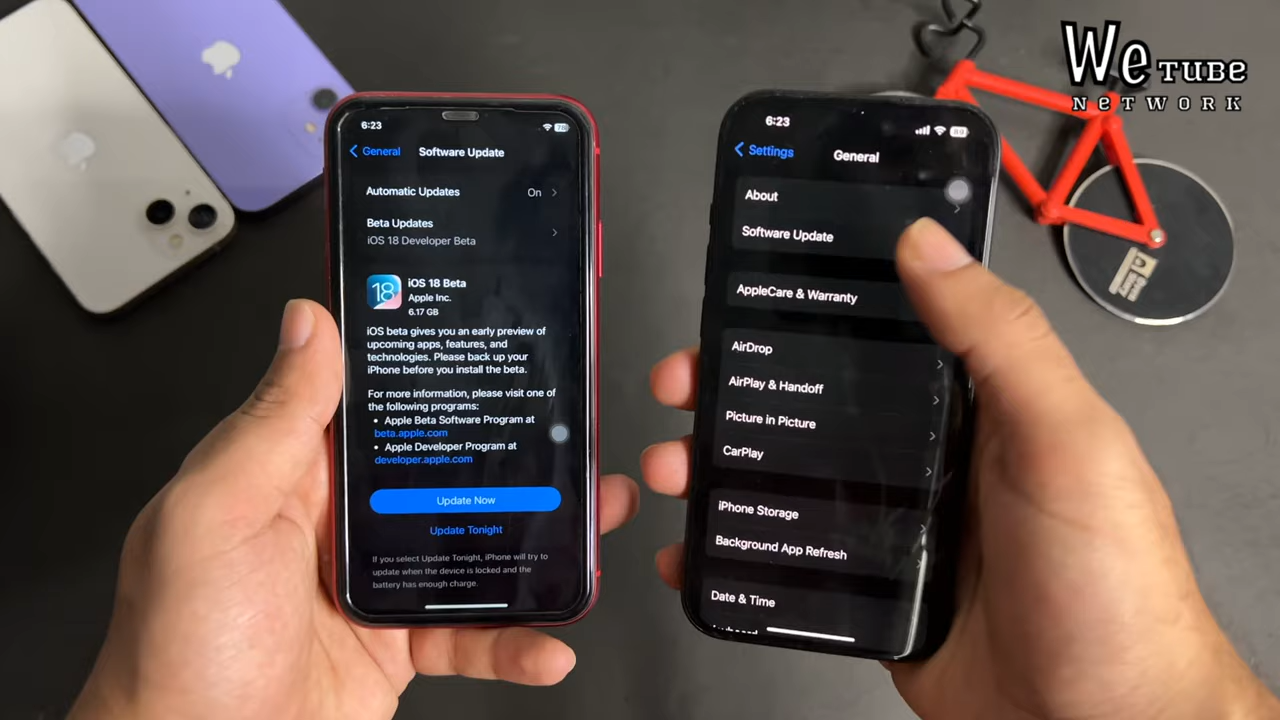 We TUBE
NETWORK
6:23
General
Software Update
Automatic Updates
On
Beta Updates
iOS 18 Developer Beta
18
iOS 18 Beta
Apple Inc.
6.17 GB
iOS beta gives you an early preview of
upcoming apps, features, and
technologies. Please back up your
iPhone before you install the beta.
For more information, please visit one of
the following programs:
• Apple Beta Software Program at
beta.apple.com
• Apple Developer Program at
developer.apple.com
Update Now
Update Tonight
If you select Update Tonight, iPhone will try to
update when the device is locked and the
battery has enough charge.
6:23
Settings
General
About
Software Update
AppleCare & Warranty
AirDrop
AirPlay & Handoff
Picture in Picture
CarPlay
iPhone Storage
Background App Refresh
Date & Time